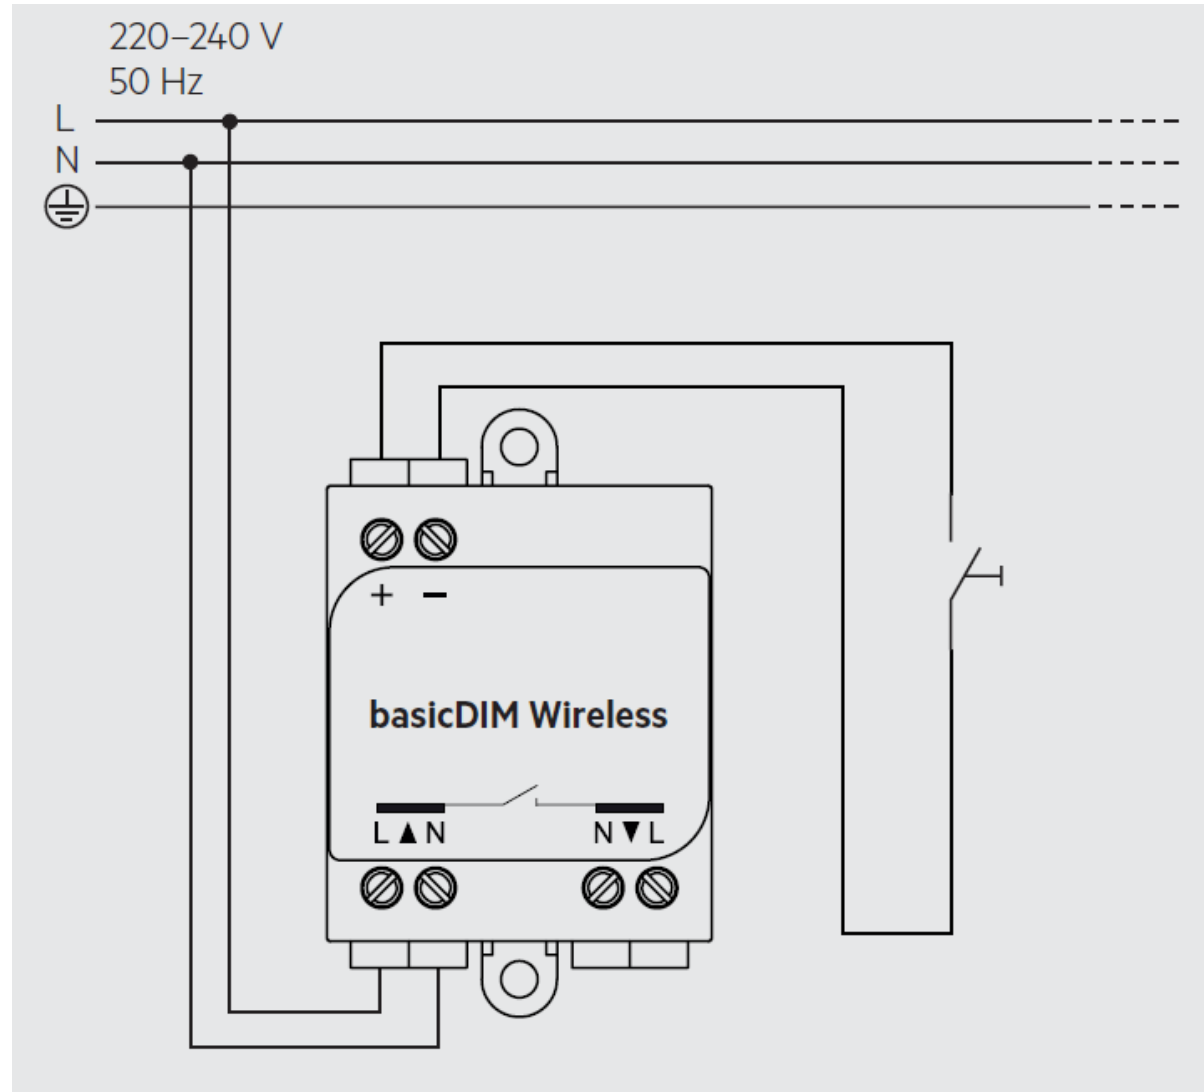 220–240 V
50 Hz
L
N
+ −
basicDIM Wireless
L ▲ N N ▼ L